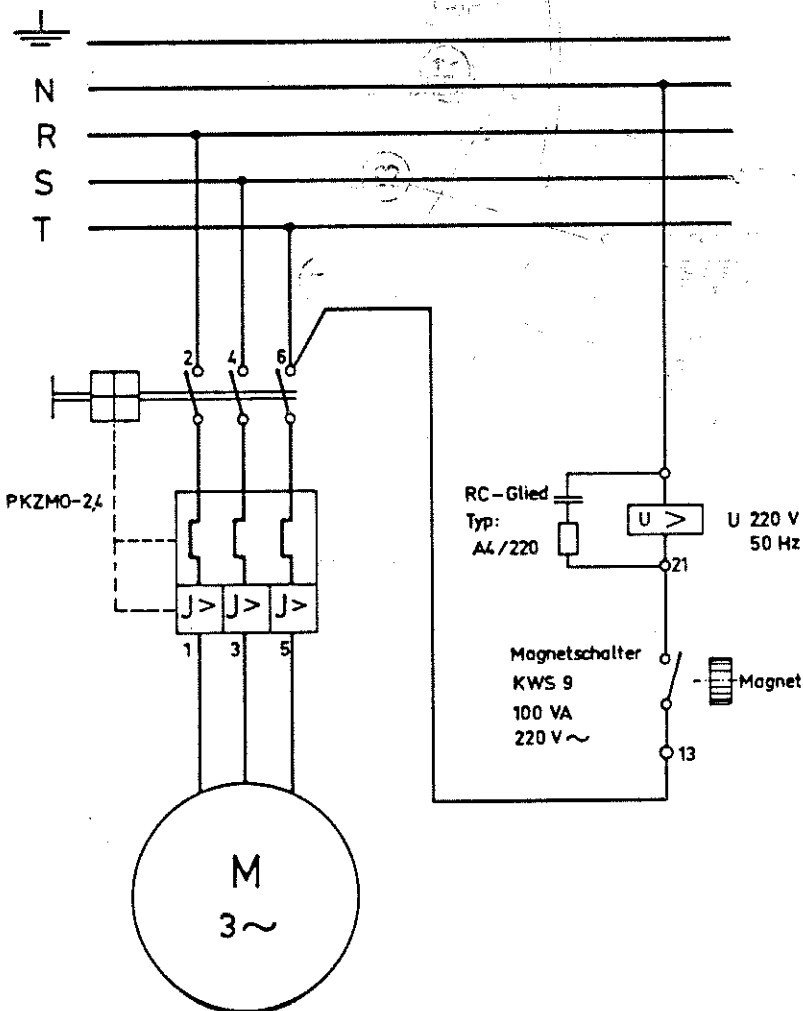 N
R
S
T
2 4 6
PKZMO-2,4
J> J> J>
1 3 5
M
3~
RC-Glied
Typ:
A4/220
U >
U 220 V
50 Hz
21
Magnetschalter
KWS 9
100 VA
220 V~
Magnet
13